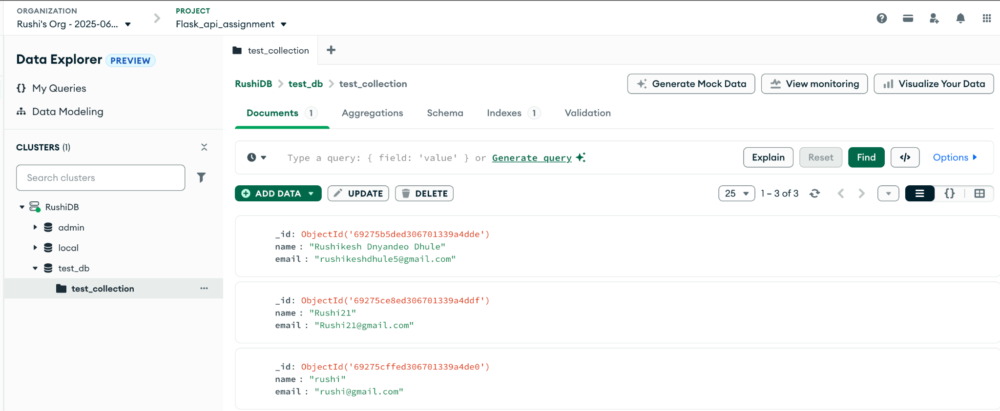 ORGANIZATION
Rushi's Org - 2025-06...
PROJECT
Flask_api_assignment
Data Explorer PREVIEW
My Queries
Data Modeling
CLUSTERS (1)
Search clusters
RushiDB
admin
local
test_db
test_collection
test_collection
RushiDB > test_db > test_collection
Generate Mock Data
View monitoring
Visualize Your Data
Documents 1 Aggregations Schema Indexes 1 Validation
Type a query: { field: 'value' } or Generate query
Explain Reset Find </> Options
ADD DATA UPDATE DELETE
25 1 – 3 of 3 {}
_id: ObjectId('69275b5ded306701339a4dde')
name : "Rushikesh Dnyandeo Dhule"
email : "rushikeshdhule5@gmail.com"
_id: ObjectId('69275ce8ed306701339a4ddf')
name : "Rushi21"
email : "Rushi21@gmail.com"
_id: ObjectId('69275cffed306701339a4de0')
name : "rushi"
email : "rushi@gmail.com"